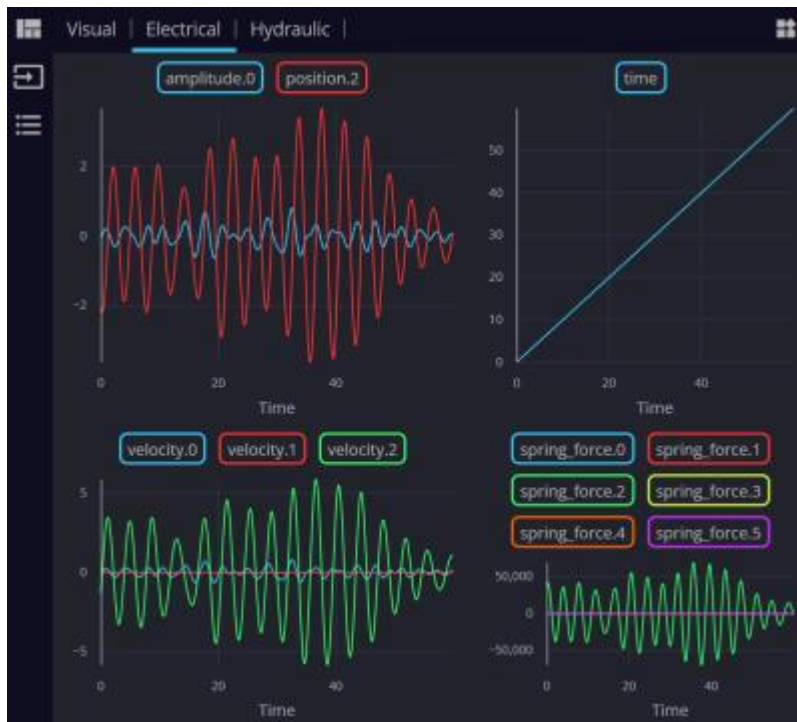 Visual | Electrical | Hydraulic |
amplitude.0 position.2
2
0
−2
0 20 40
Time
time
50
40
30
20
10
0
0 20 40
Time
velocity.0 velocity.1 velocity.2
5
0
−5
0 20 40
Time
spring_force.0 spring_force.1
spring_force.2 spring_force.3
spring_force.4 spring_force.5
50,000
0
−50,000
0 20 40
Time